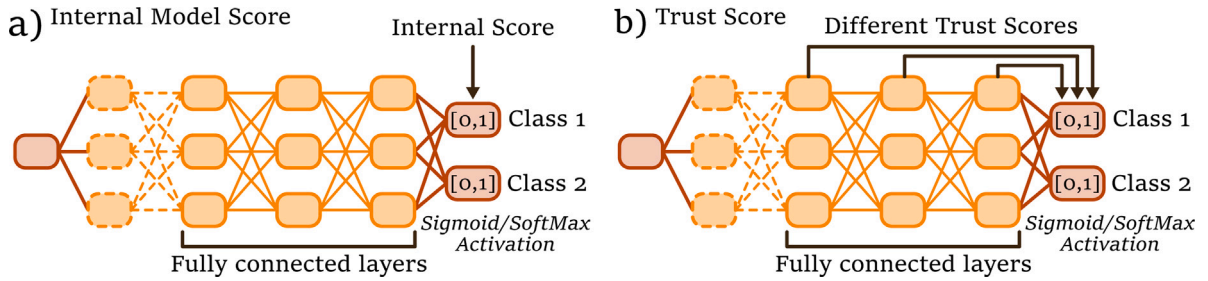 a) Internal Model Score
Internal Score
[0,1] Class 1
[0,1] Class 2
Sigmoid/SoftMax
Activation
Fully connected layers
b) Trust Score
Different Trust Scores
[0,1] Class 1
[0,1] Class 2
Sigmoid/SoftMax
Activation
Fully connected layers